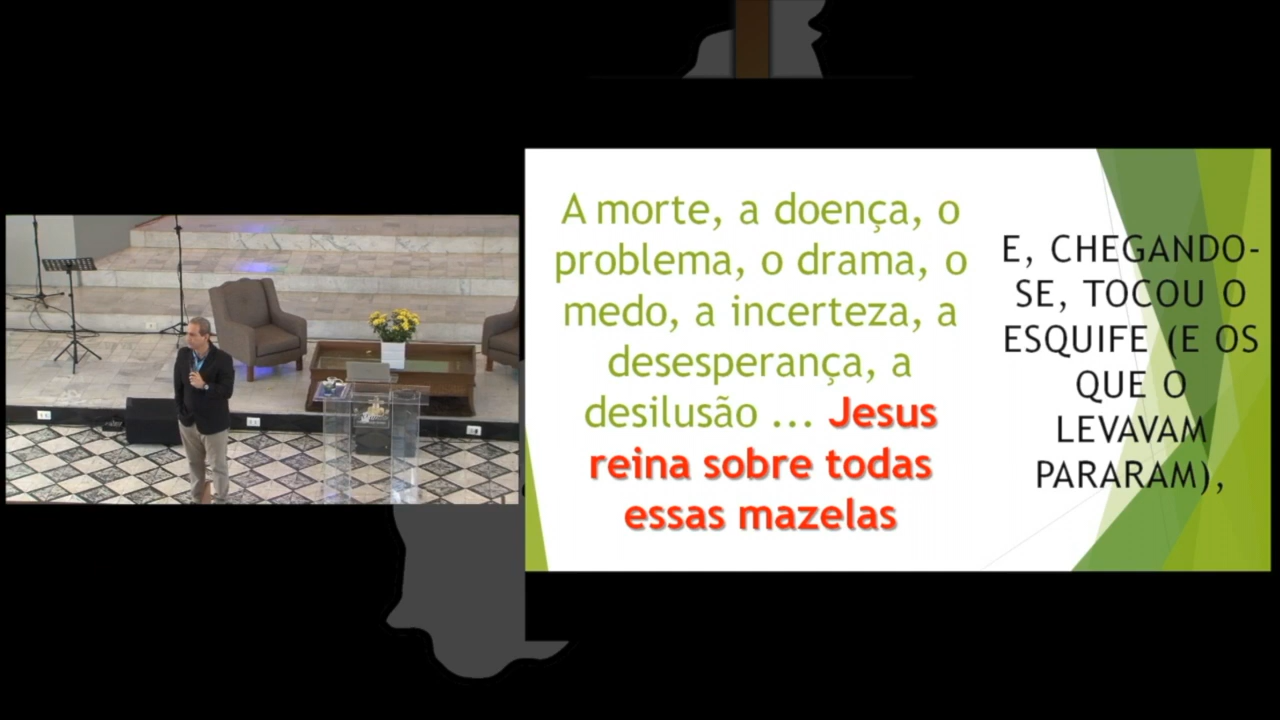 A morte, a doença, o
problema, o drama, o
medo, a incerteza, a
desesperança, a
desilusão ... Jesus
reina sobre todas
essas mazelas
E, CHEGANDO-
SE, TOCOU O
ESQUIFE (E OS
QUE O
LEVAVAM
PARARAM),